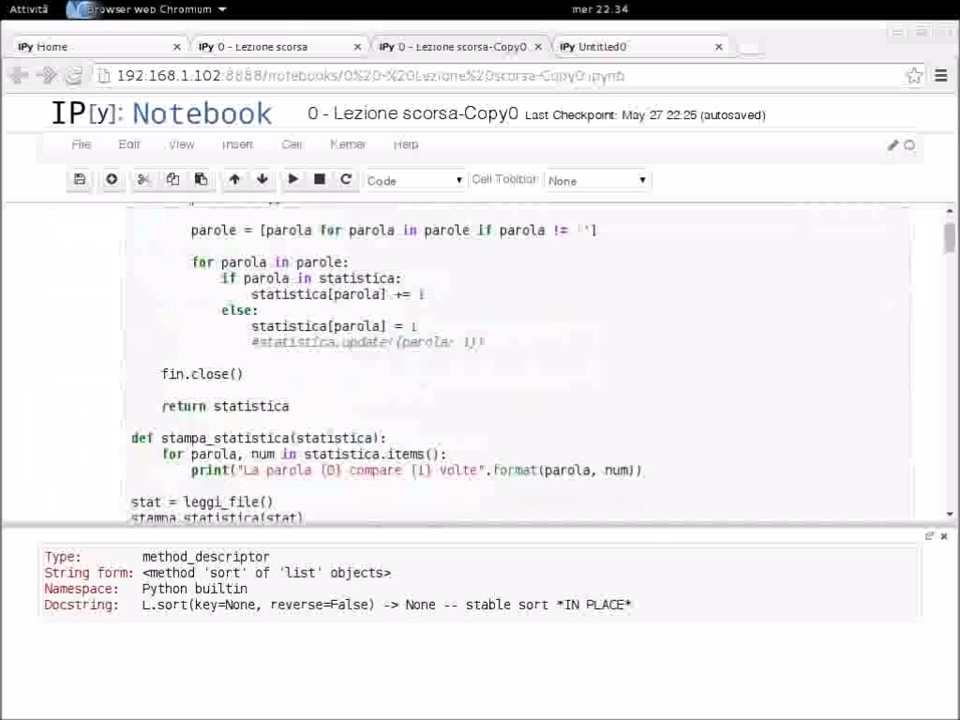 Attività Browser web Chromium mer 22.34
IPy Home × IPy 0 - Lezione scorsa × IPy 0 - Lezione scorsa-Copy0 × IPy Untitled0 ×
192.168.1.102:8888/notebooks/0%20-%20Lezione%20scorsa-Copy0.ipynb
IP[y]: Notebook 0 - Lezione scorsa-Copy0 Last Checkpoint: May 27 22:25 (autosaved)
File Edit View Insert Cell Kernel Help
Code Cell Toolbar: None
parole = [parola for parola in parole if parola != '']
for parola in parole:
if parola in statistica:
statistica[parola] += 1
else:
statistica[parola] = 1
#statistica.update({parola: 1})
fin.close()
return statistica
def stampa_statistica(statistica):
for parola, num in statistica.items():
print("La parola {0} compare {1} volte".format(parola, num))
stat = leggi_file()
stampa_statistica(stat)
Type: method_descriptor
String form: <method 'sort' of 'list' objects>
Namespace: Python builtin
Docstring: L.sort(key=None, reverse=False) -> None -- stable sort *IN PLACE*